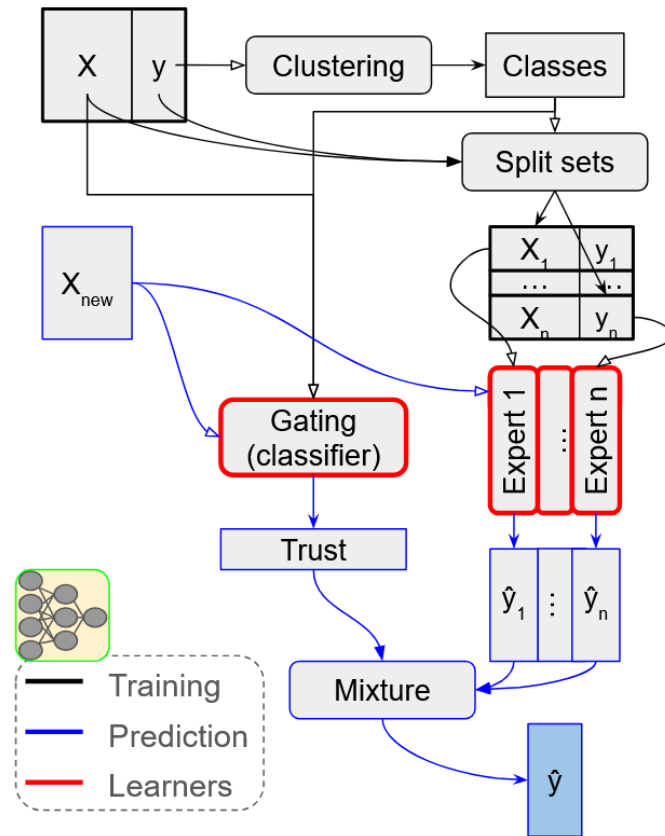 X y
Clustering
Classes
Split sets
X1 y1
... ...
Xn yn
Xnew
Gating
(classifier)
Expert 1
...
Expert n
Trust
ŷ1 ... ŷn
Mixture
ŷ
Training
Prediction
Learners